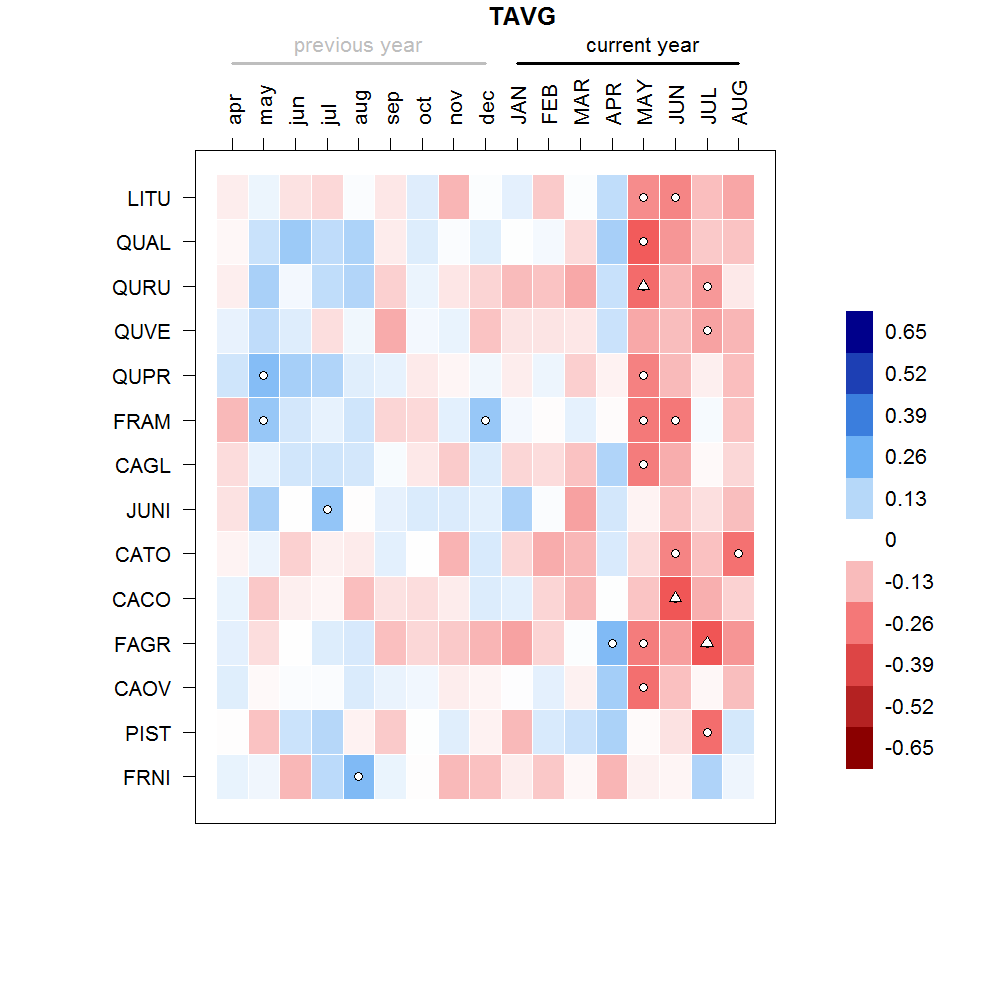 TAVG
previous year
current year
apr
may
jun
jul
aug
sep
oct
nov
dec
JAN
FEB
MAR
APR
MAY
JUN
JUL
AUG
LITU
QUAL
QURU
QUVE
QUPR
FRAM
CAGL
JUNI
CATO
CACO
FAGR
CAOV
PIST
FRNI
0.65
0.52
0.39
0.26
0.13
0
-0.13
-0.26
-0.39
-0.52
-0.65